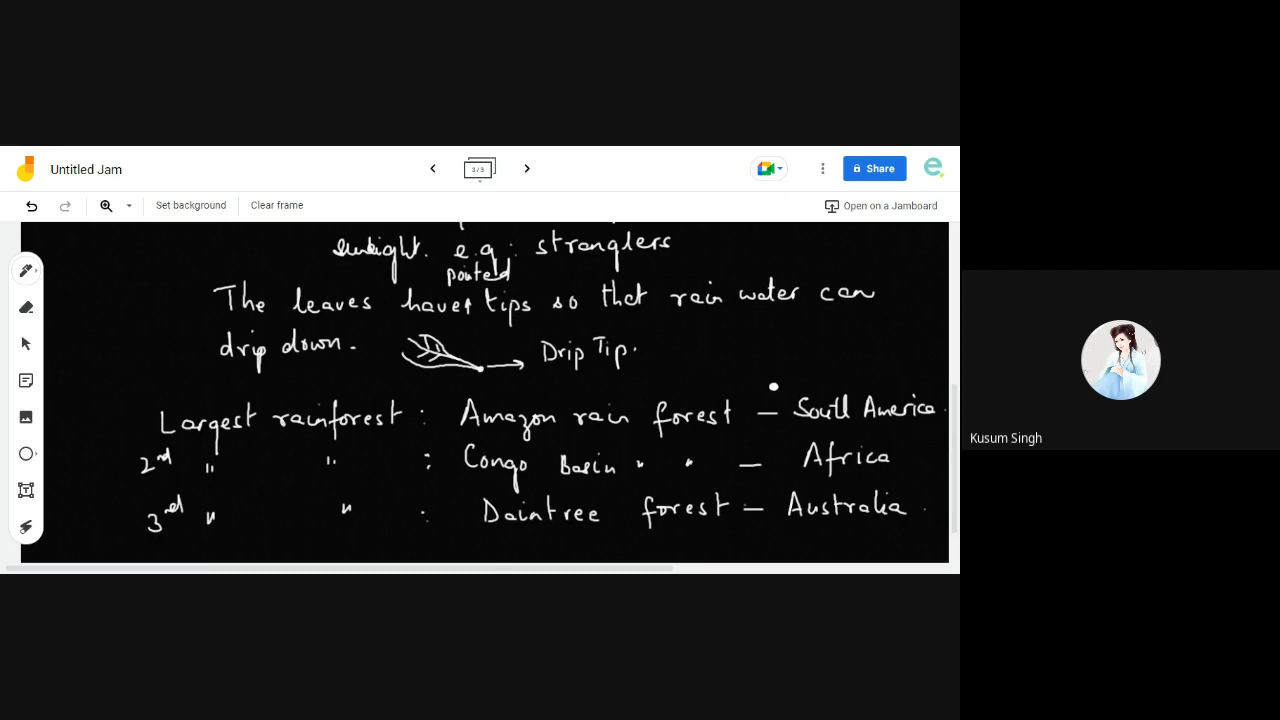 Untitled Jam
3/3
Share
Set background
Clear frame
Open on a Jamboard
sunlight. e.g: stranglers
pointed
The leaves have tips so that rain water can
drip down.
Drip Tip.
Largest rainforest : Amazon rain forest – South America.
2nd " " : Congo Basin " " – Africa
3rd " " : Daintree forest – Australia.
Kusum Singh